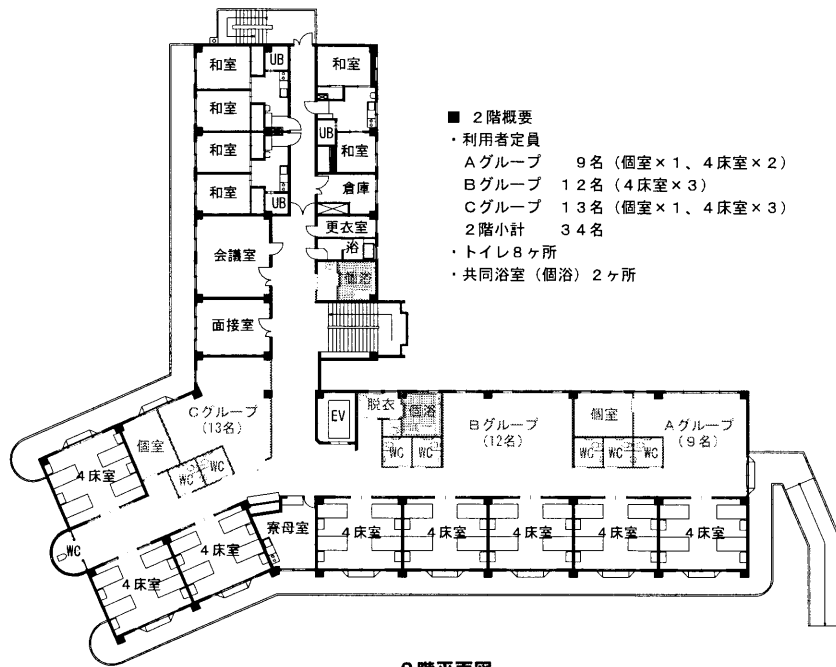 UB
和室
和室
和室
UB
和室
和室
和室
UB
倉庫
更衣室
浴
個浴
会議室
面接室
■ 2階概要
・利用者定員
Aグループ 9名（個室×1、4床室×2）
Bグループ 12名（4床室×3）
Cグループ 13名（個室×1、4床室×3）
2階小計 34名
・トイレ8ヶ所
・共同浴室（個浴）2ヶ所
Cグループ
（13名）
個室
WC
WC
4床室
WC
4床室
4床室
寮母室
EV
脱衣
個浴
WC
WC
Bグループ
（12名）
個室
WC
WC
WC
Aグループ
（9名）
4床室
4床室
4床室
4床室
4床室
UB
和室
2階平面図